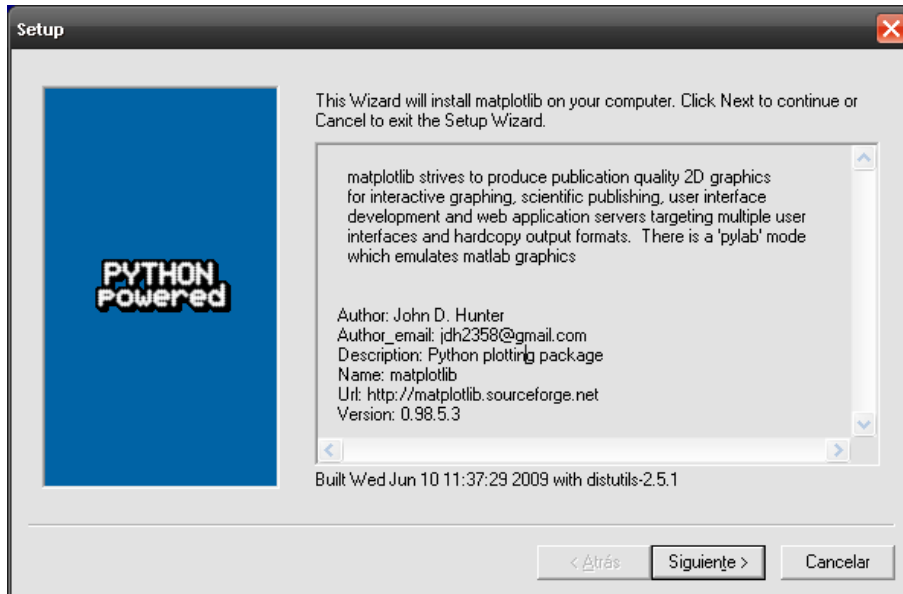 Setup
This Wizard will install matplotlib on your computer. Click Next to continue or
Cancel to exit the Setup Wizard.
matplotlib strives to produce publication quality 2D graphics
for interactive graphing, scientific publishing, user interface
development and web application servers targeting multiple user
interfaces and hardcopy output formats. There is a 'pylab' mode
which emulates matlab graphics
PYTHON
powered
Author: John D. Hunter
Author_email: jdh2358@gmail.com
Description: Python plotting package
Name: matplotlib
Url: http://matplotlib.sourceforge.net
Version: 0.98.5.3
Built Wed Jun 10 11:37:29 2009 with distutils-2.5.1
< Atrás
Siguiente >
Cancelar